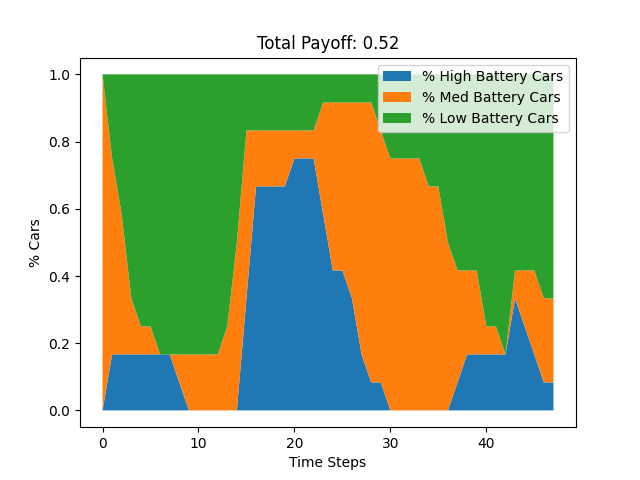 Total Payoff: 0.52
% High Battery Cars
% Med Battery Cars
% Low Battery Cars
1.0
0.8
0.6
0.4
0.2
0.0
% Cars
0 10 20 30 40
Time Steps